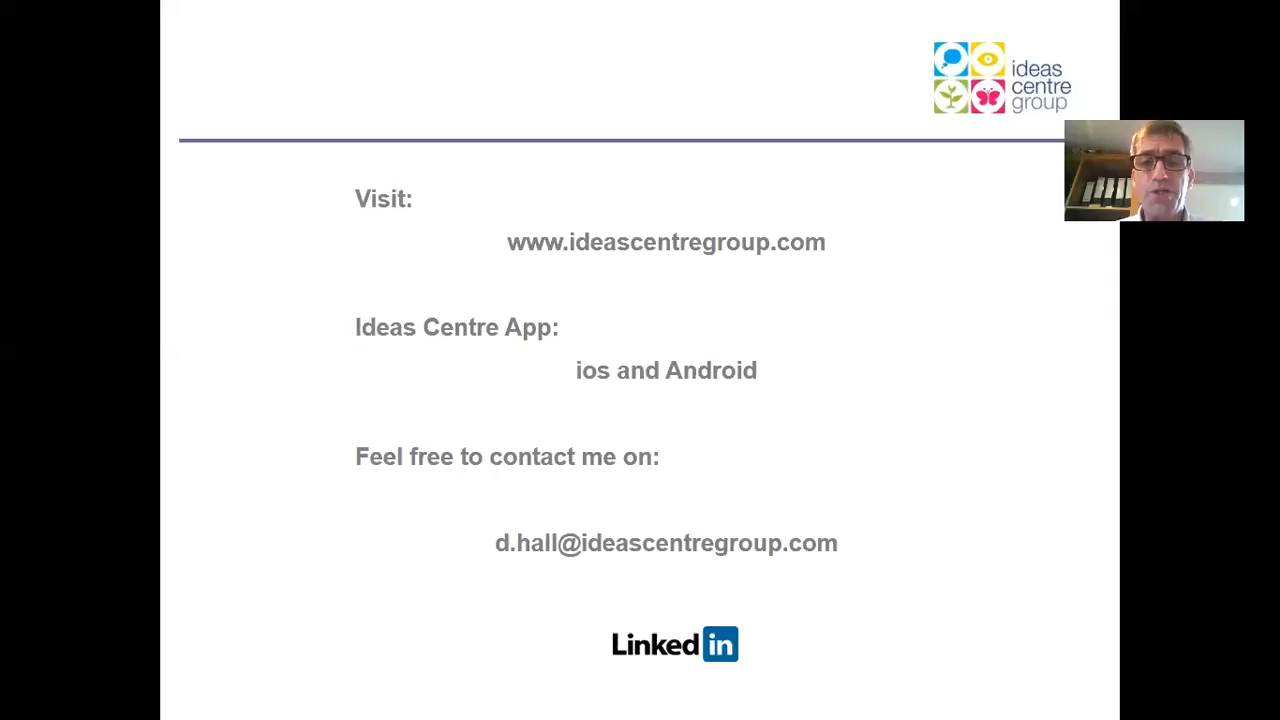 ideas
centre
group
Visit:
www.ideascentregroup.com
Ideas Centre App:
ios and Android
Feel free to contact me on:
d.hall@ideascentregroup.com
Linked in